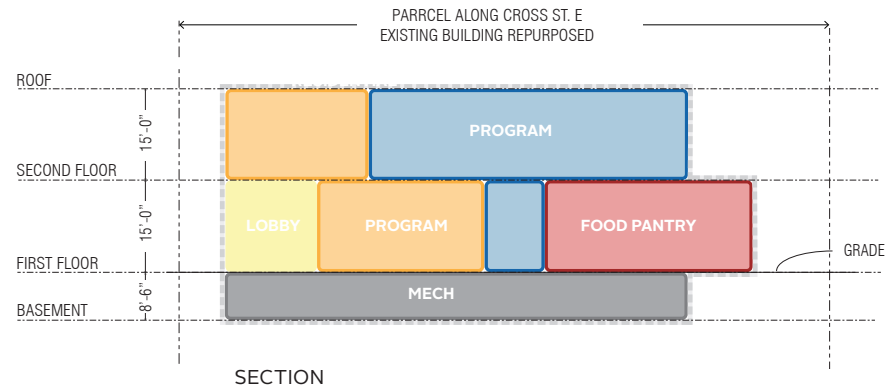 PARRCEL ALONG CROSS ST. E
EXISTING BUILDING REPURPOSED
ROOF
15'-0"
PROGRAM
SECOND FLOOR
15'-0"
LOBBY
PROGRAM
FOOD PANTRY
GRADE
FIRST FLOOR
8'-6"
MECH
BASEMENT
SECTION